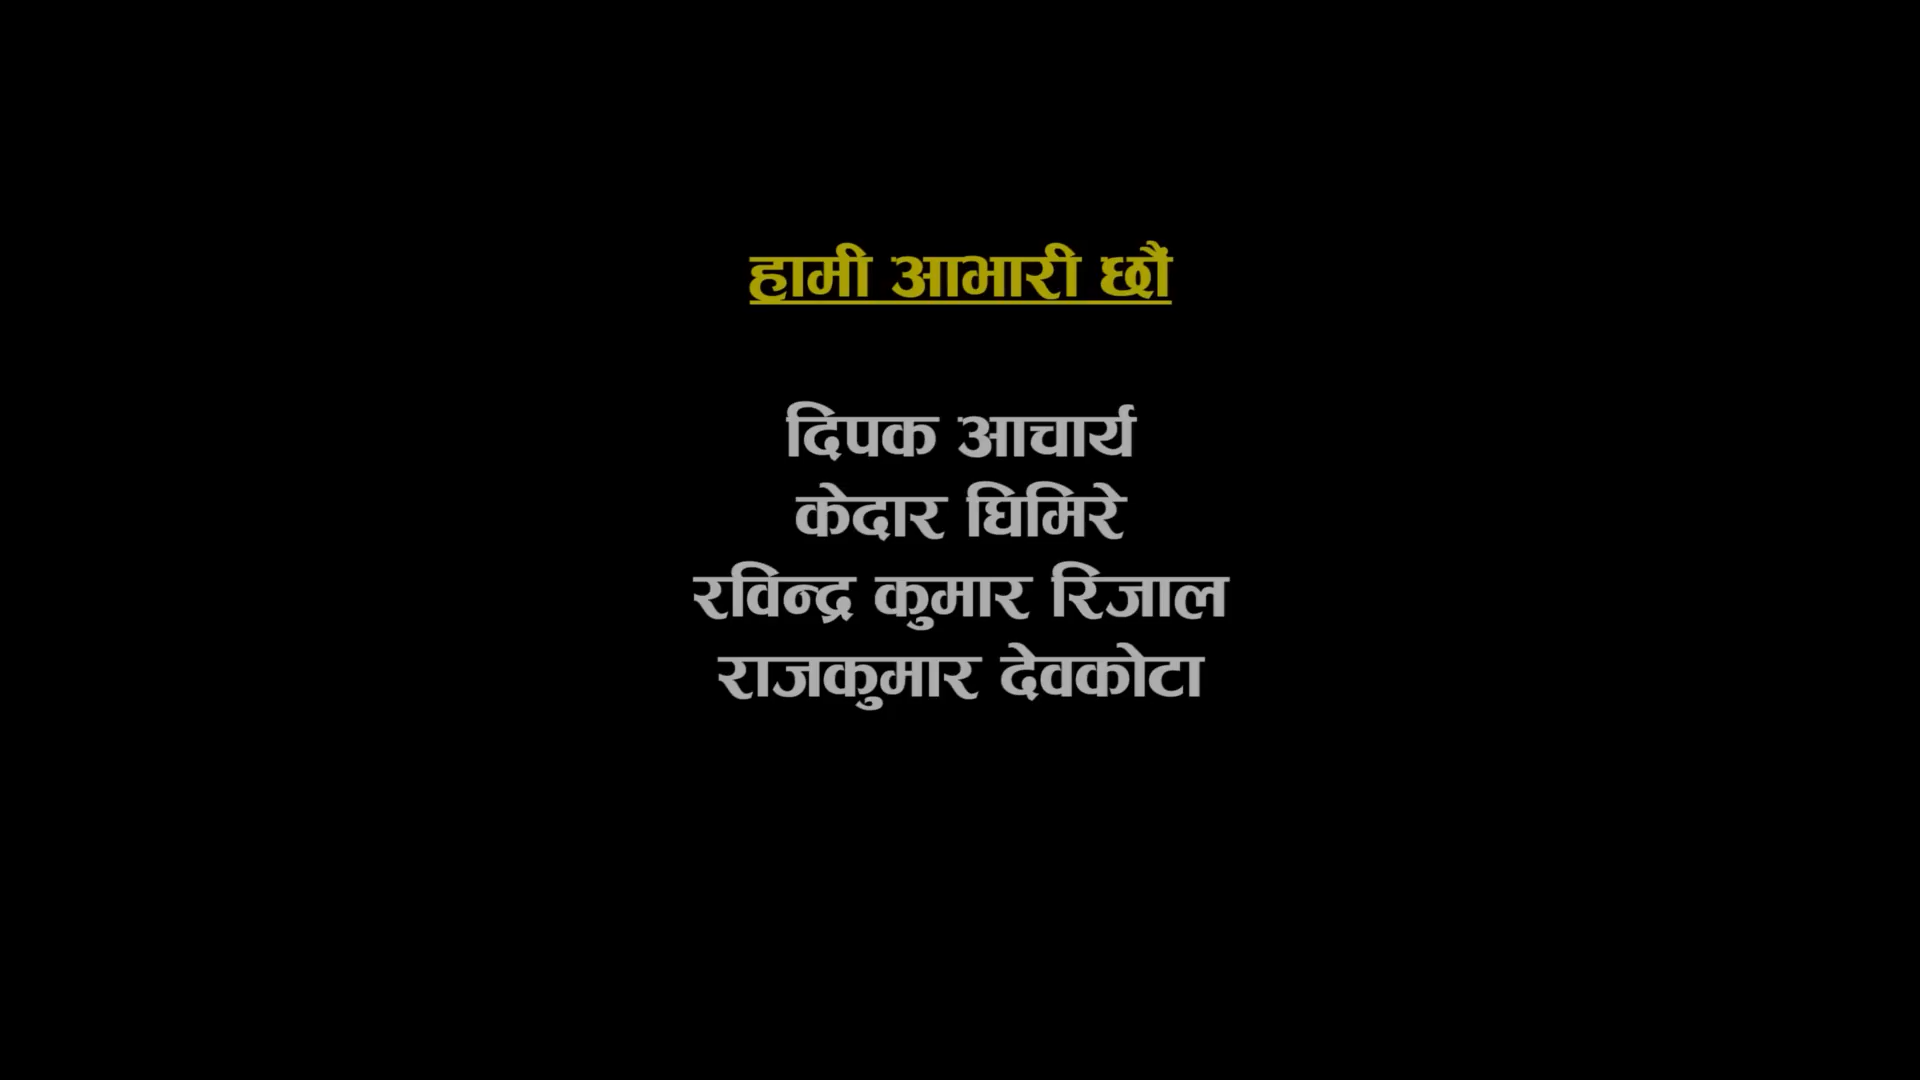 हामी आभारी छौं
दिपक आचार्य
केदार घिमिरे
रविन्द्र कुमार रिजाल
राजकुमार देवकोटा